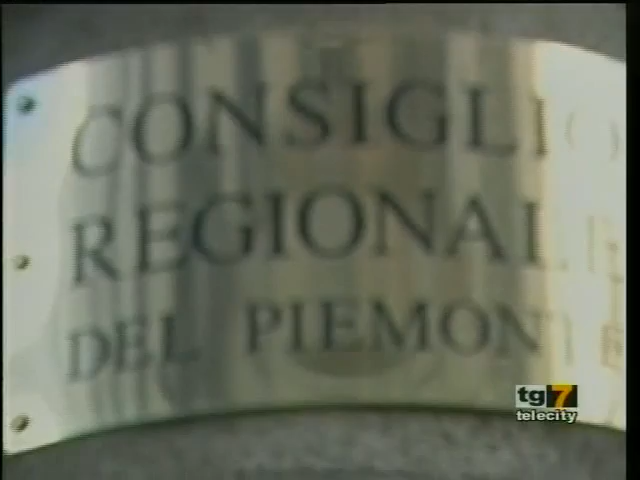 CONSIGLIO
REGIONALE
DEL PIEMONTE
tg7
telecity